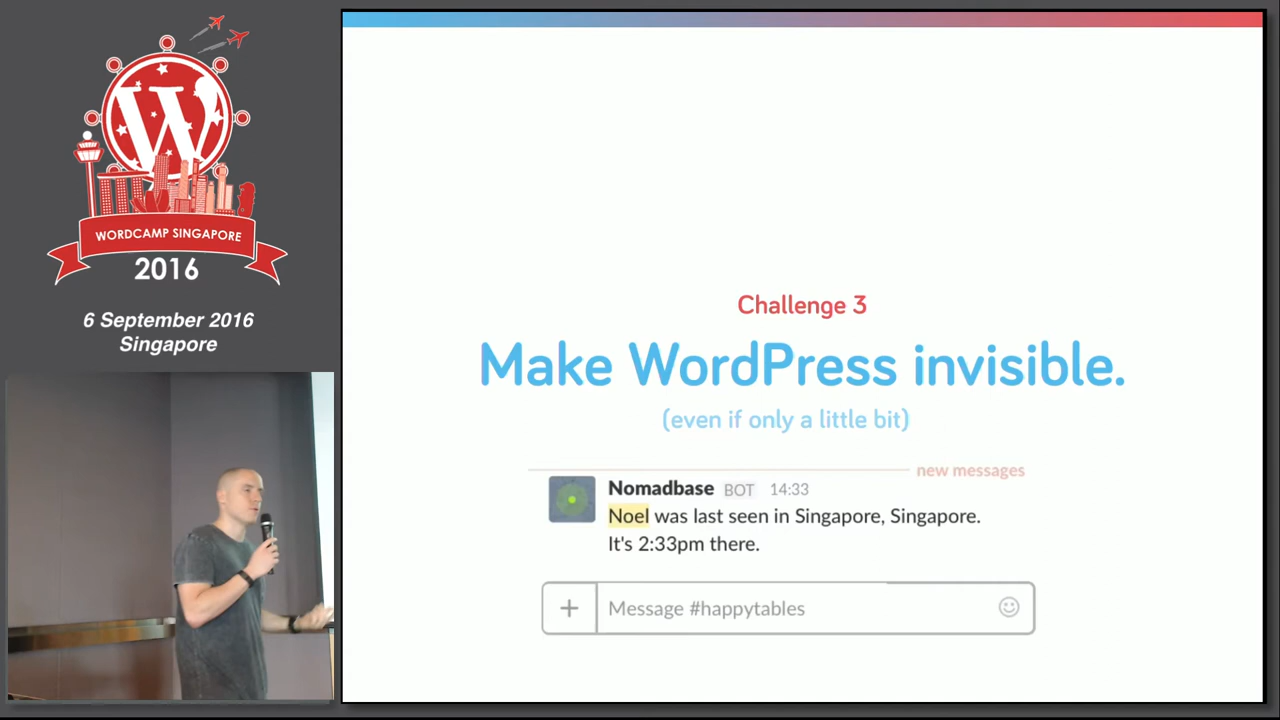 W
WORDCAMP SINGAPORE
2016
6 September 2016
Singapore
Challenge 3
Make WordPress invisible.
(even if only a little bit)
new messages
Nomadbase BOT 14:33
Noel was last seen in Singapore, Singapore.
It's 2:33pm there.
+ Message #happytables